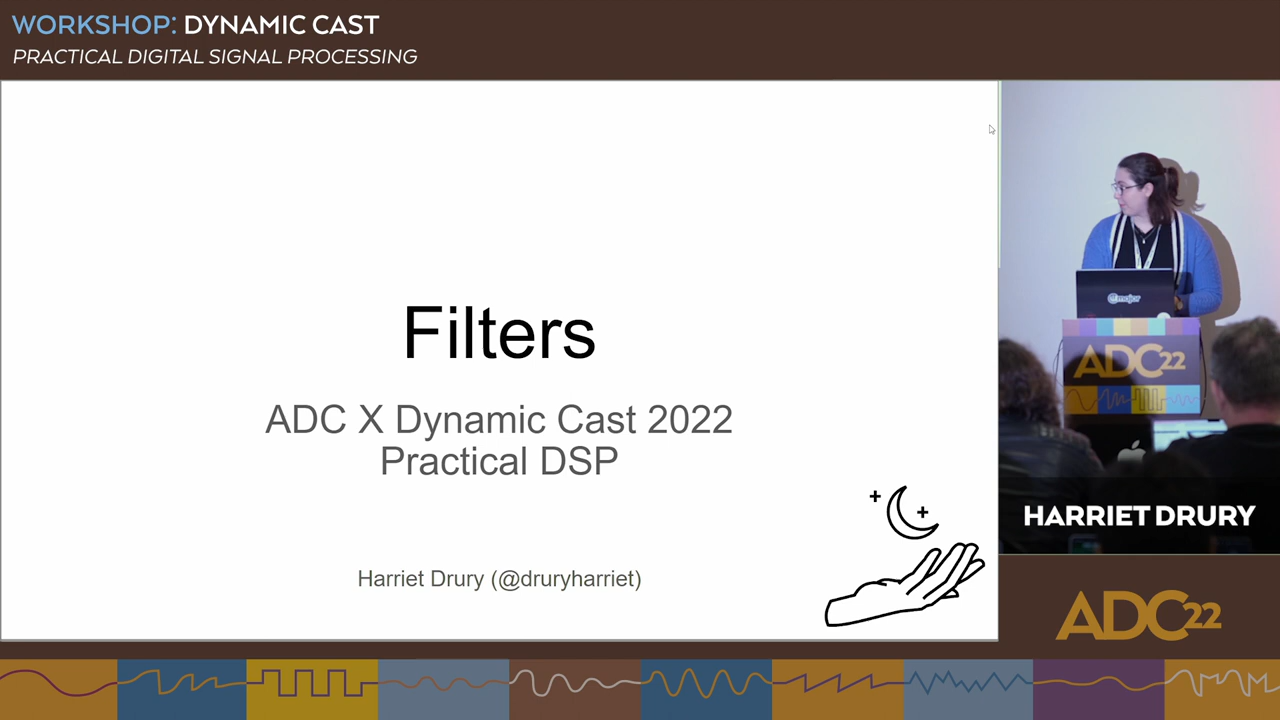 WORKSHOP: DYNAMIC CAST
PRACTICAL DIGITAL SIGNAL PROCESSING
Filters
ADC X Dynamic Cast 2022
Practical DSP
Harriet Drury (@druryharriet)
major
ADC22
HARRIET DRURY
ADC22